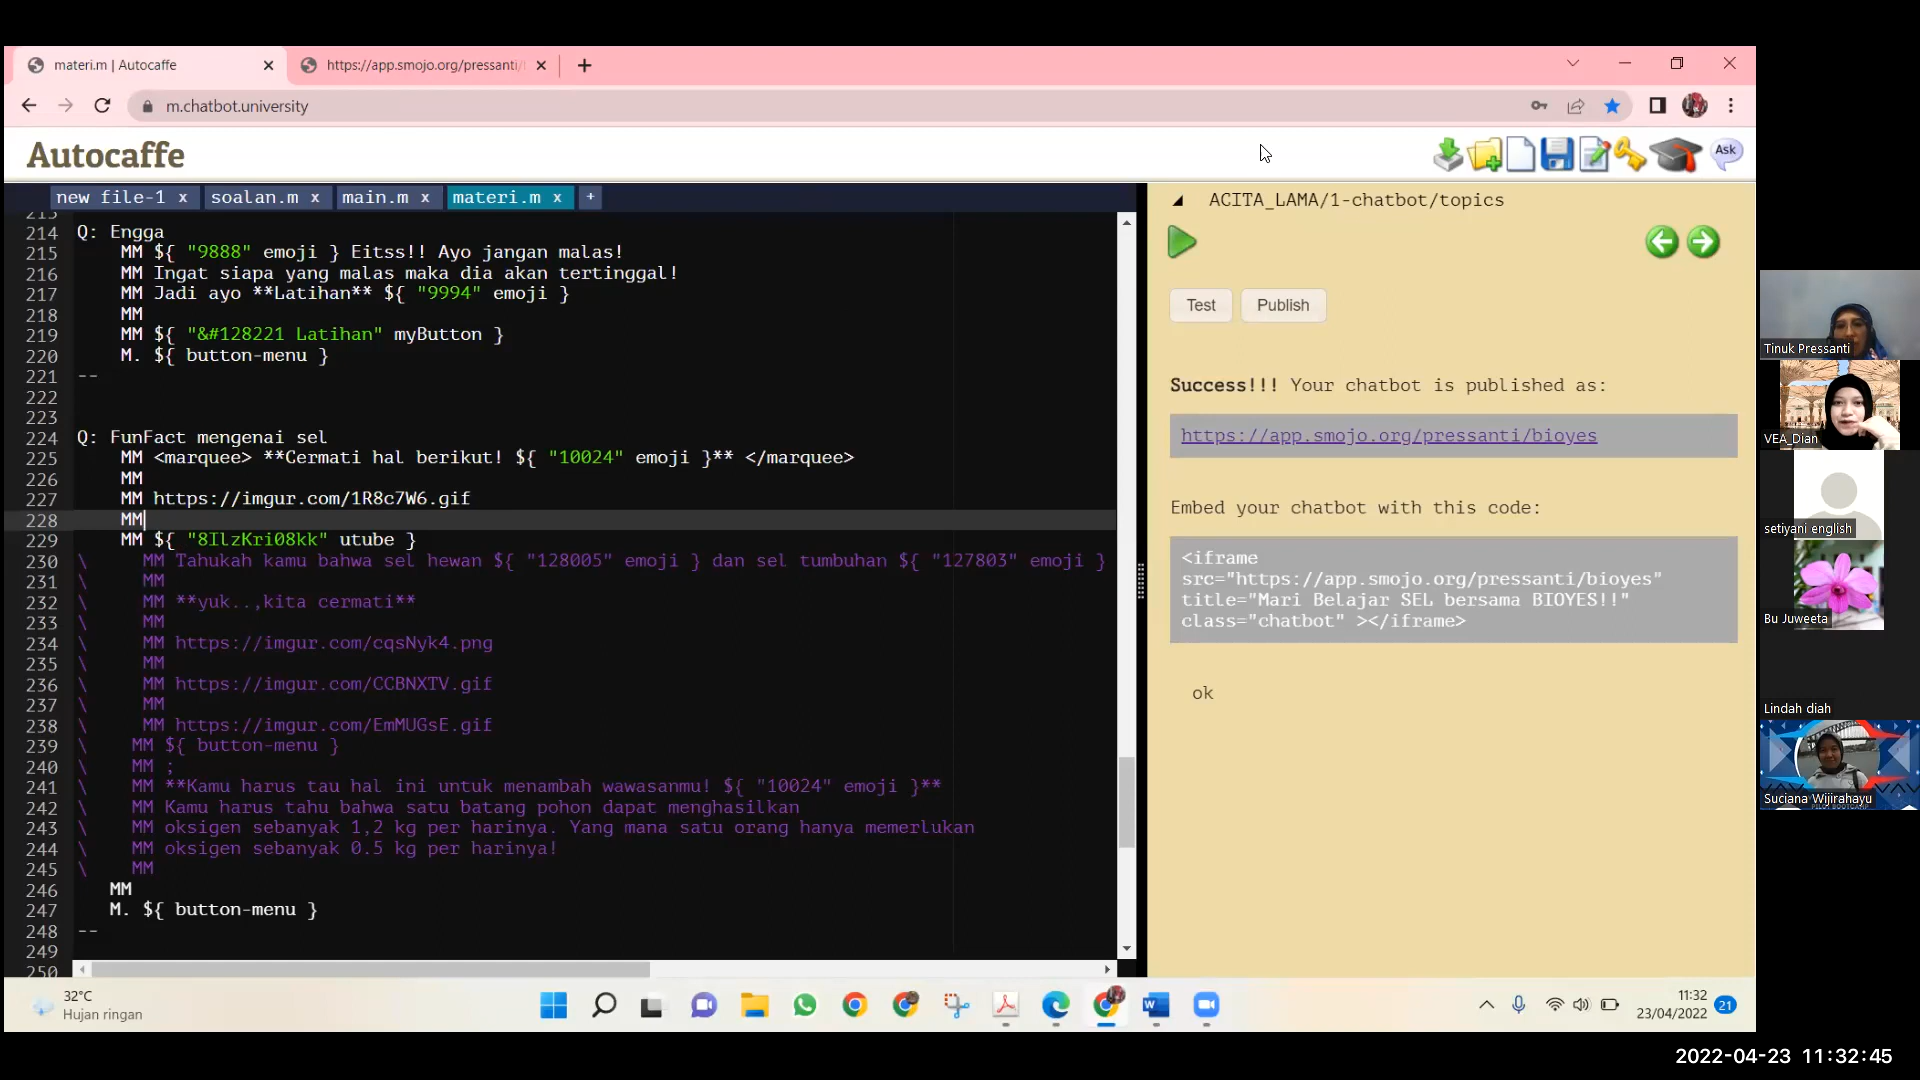 materi.m | Autocaffe
https://app.smojo.org/pressanti/
m.chatbot.university
Autocaffe
Ask
new file-1 x
soalan.m x
main.m x
materi.m x
+
213
214 Q: Engga
215 MM ${ "9888" emoji } Eitss!! Ayo jangan malas!
216 MM Ingat siapa yang malas maka dia akan tertinggal!
217 MM Jadi ayo **Latihan** ${ "9994" emoji }
218 MM
219 MM ${ "&#128221 Latihan" myButton }
220 M. ${ button-menu }
221 --
222
223
224 Q: FunFact mengenai sel
225 MM <marquee> **Cermati hal berikut! ${ "10024" emoji }** </marquee>
226 MM
227 MM https://imgur.com/1R8c7W6.gif
228 MM
229 MM ${ "8IlzKri08kk" utube }
230 \ MM Tahukah kamu bahwa sel hewan ${ "128005" emoji } dan sel tumbuhan ${ "127803" emoji }
231 \ MM
232 \ MM **yuk..,kita cermati**
233 \ MM
234 \ MM https://imgur.com/cqsNyk4.png
235 \ MM
236 \ MM https://imgur.com/CCBNXTV.gif
237 \ MM
238 \ MM https://imgur.com/EmMUGsE.gif
239 \ MM ${ button-menu }
240 \ MM ;
241 \ MM **Kamu harus tau hal ini untuk menambah wawasanmu! ${ "10024" emoji }**
242 \ MM Kamu harus tahu bahwa satu batang pohon dapat menghasilkan
243 \ MM oksigen sebanyak 1,2 kg per harinya. Yang mana satu orang hanya memerlukan
244 \ MM oksigen sebanyak 0.5 kg per harinya!
245 \ MM
246 MM
247 M. ${ button-menu }
248 --
249
250
ACITA_LAMA/1-chatbot/topics
Test
Publish
Success!!! Your chatbot is published as:
https://app.smojo.org/pressanti/bioyes
Embed your chatbot with this code:
<iframe
src="https://app.smojo.org/pressanti/bioyes"
title="Mari Belajar SEL bersama BIOYES!!"
class="chatbot" ></iframe>
ok
Tinuk Pressanti
VEA_Dian
setiyani english
Bu Juweeta
Lindah diah
Suciana Wijirahayu
32°C
Hujan ringan
11:32
23/04/2022
21
2022-04-23 11:32:45